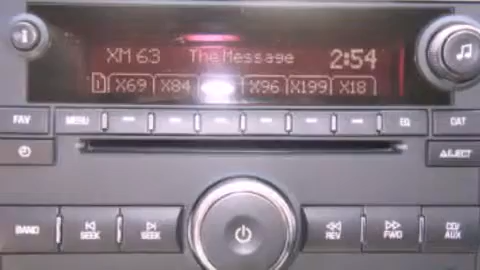 XM 63 The Message 2:54
1 X69 X84 X96 X199 X18
FAV MENU EQ CAT
EJECT
BAND SEEK SEEK REV FWD CD/AUX